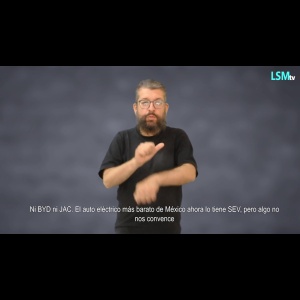 LSMtv
Ni BYD ni JAC. El auto eléctrico más barato de México ahora lo tiene SEV, pero algo no
nos convence